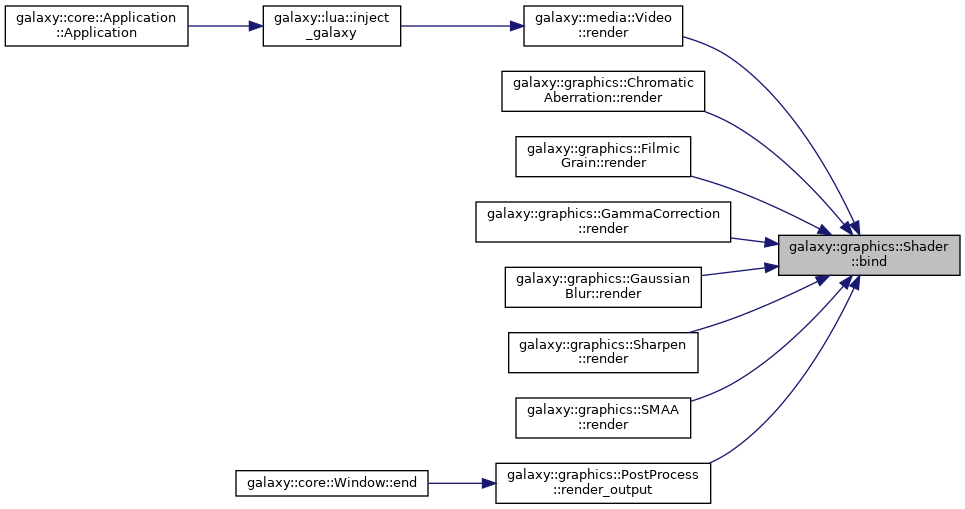 galaxy::core::Application
::Application
galaxy::lua::inject
_galaxy
galaxy::media::Video
::render
galaxy::graphics::Chromatic
Aberration::render
galaxy::graphics::Filmic
Grain::render
galaxy::graphics::GammaCorrection
::render
galaxy::graphics::Shader
::bind
galaxy::graphics::Gaussian
Blur::render
galaxy::graphics::Sharpen
::render
galaxy::graphics::SMAA
::render
galaxy::graphics::PostProcess
::render_output
galaxy::core::Window::end